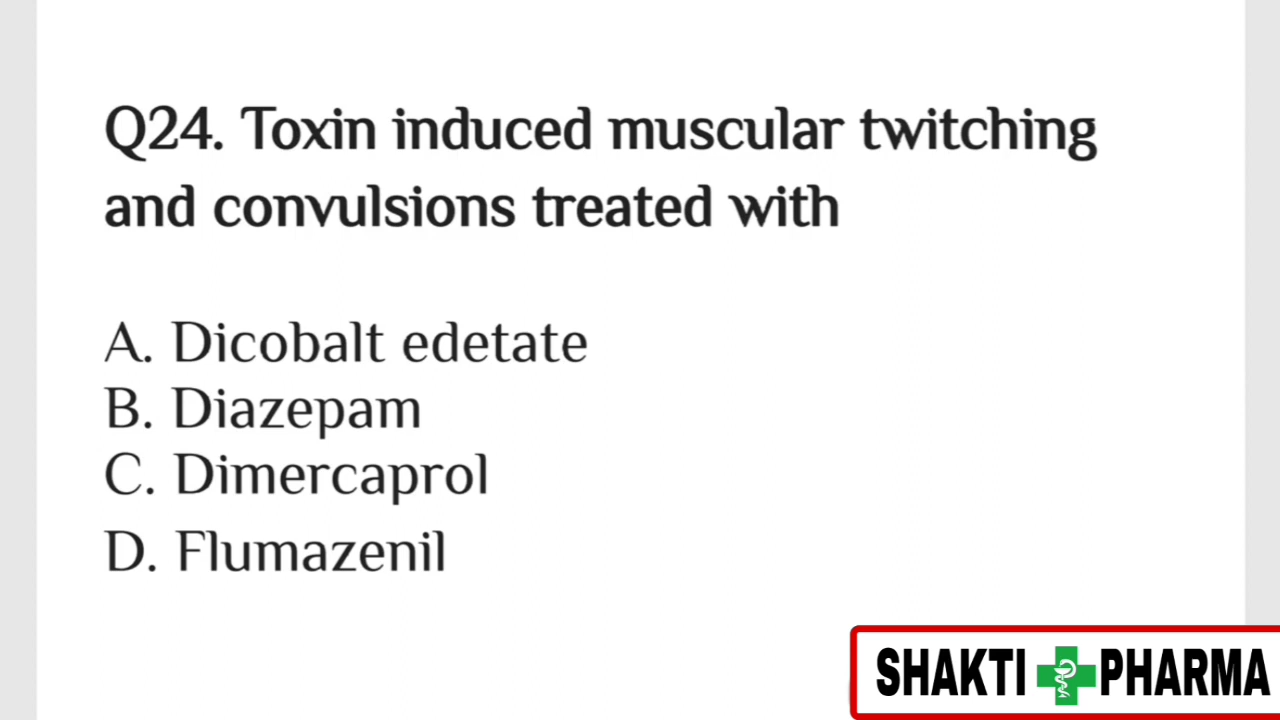 Q24. Toxin induced muscular twitching
and convulsions treated with
A. Dicobalt edetate
B. Diazepam
C. Dimercaprol
D. Flumazenil
SHAKTI PHARMA